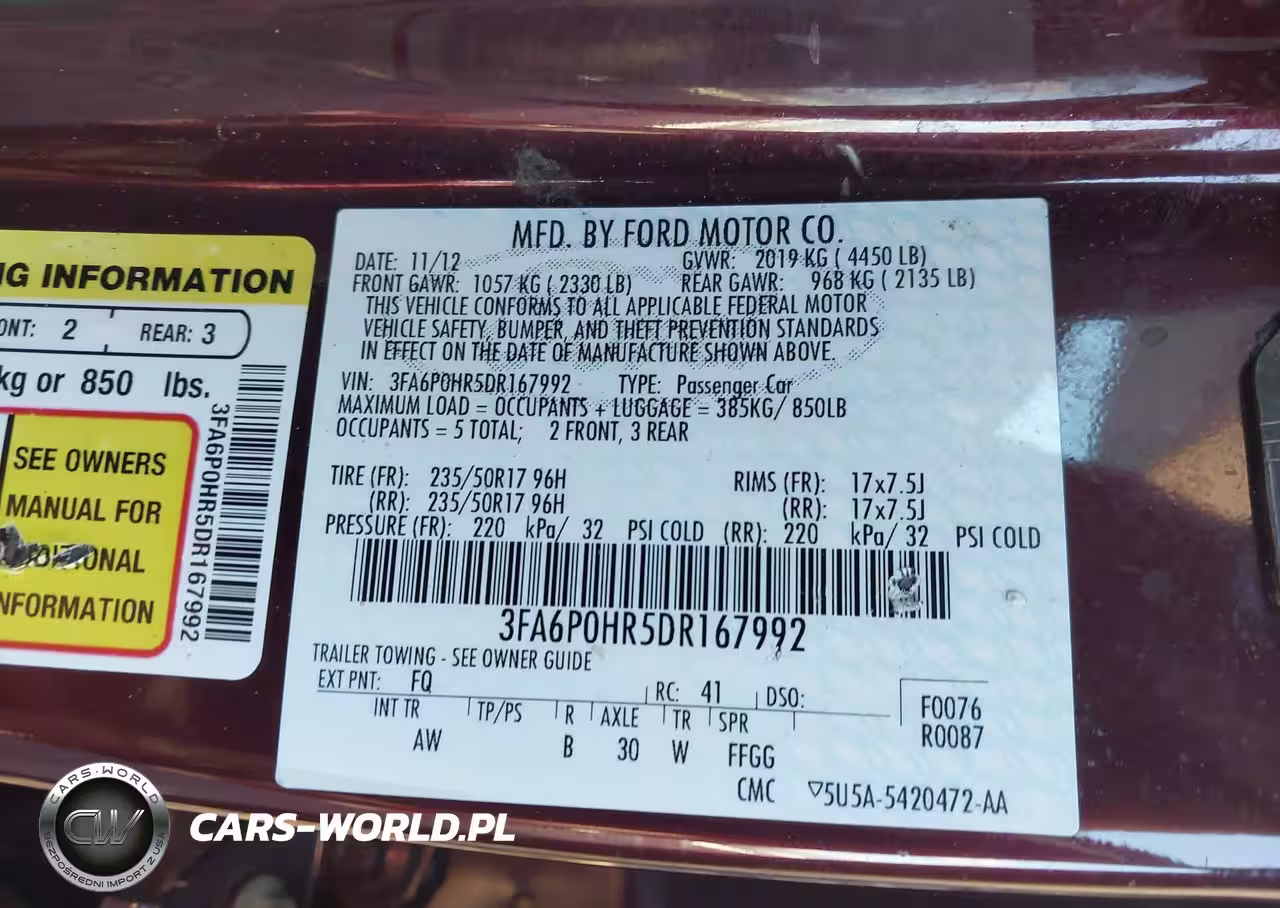 NG INFORMATION
ONT: 2 REAR: 3
kg or 850 lbs.
SEE OWNERS
MANUAL FOR
INFORMATION
3FA6P0HR5DR167992
MFD. BY FORD MOTOR CO.
DATE: 11/12 GVWR: 2019 KG ( 4450 LB)
FRONT GAWR: 1057 KG ( 2330 LB) REAR GAWR: 968 KG ( 2135 LB)
THIS VEHICLE CONFORMS TO ALL APPLICABLE FEDERAL MOTOR
VEHICLE SAFETY, BUMPER, AND THEFT PREVENTION STANDARDS
IN EFFECT ON THE DATE OF MANUFACTURE SHOWN ABOVE.
VIN: 3FA6P0HR5DR167992 TYPE: Passenger Car
MAXIMUM LOAD = OCCUPANTS + LUGGAGE = 385KG/ 850LB
OCCUPANTS = 5 TOTAL; 2 FRONT, 3 REAR
TIRE (FR): 235/50R17 96H RIMS (FR): 17x7.5J
(RR): 235/50R17 96H (RR): 17x7.5J
PRESSURE (FR): 220 kPa/ 32 PSI COLD (RR): 220 kPa/ 32 PSI COLD
3FA6P0HR5DR167992
TRAILER TOWING - SEE OWNER GUIDE
EXT PNT: FQ RC: 41 DSO:
INT TR TP/PS R AXLE TR SPR
AW B 30 W FFGG
F0076
R0087
CMC ▽5U5A-5420472-AA
CARS-WORLD
CW
BEZPOŚREDNI IMPORT Z USA
CARS-WORLD.PL